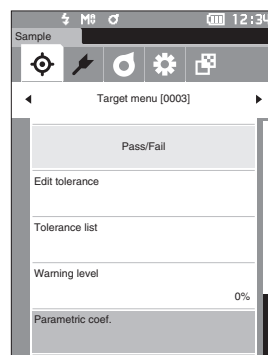 12:34
Sample
Target menu [0003]
Pass/Fail
Edit tolerance
Tolerance list
Warning level
0%
Parametric coef.